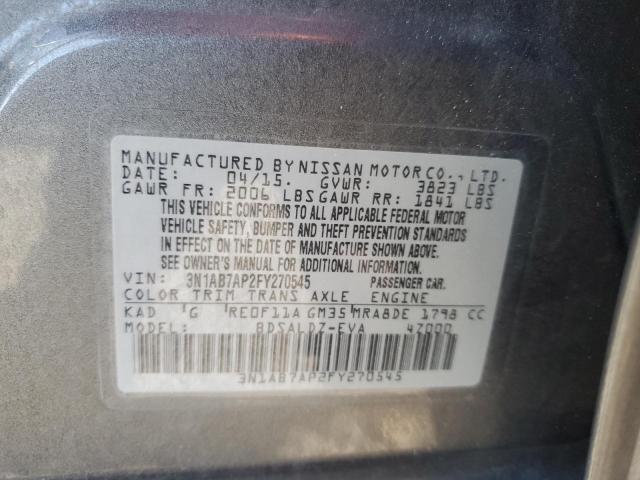 MANUFACTURED BY NISSAN MOTOR CO., LTD.
DATE: 04/15. GVWR: 3823 LBS
GAWR FR: 2006 LBS GAWR RR: 1841 LBS
THIS VEHICLE CONFORMS TO ALL APPLICABLE FEDERAL MOTOR
VEHICLE SAFETY, BUMPER AND THEFT PREVENTION STANDARDS
IN EFFECT ON THE DATE OF MANUFACTURE SHOWN ABOVE.
SEE OWNER'S MANUAL FOR ADDITIONAL INFORMATION.
VIN: 3N1AB7AP2FY270545 PASSENGER CAR.
COLOR TRIM TRANS AXLE ENGINE
KAD G RE0F11A GM35 MRA8DE 1798 CC
MODEL: BDSALDZ-EVA 47000
3N1AB7AP2FY270545